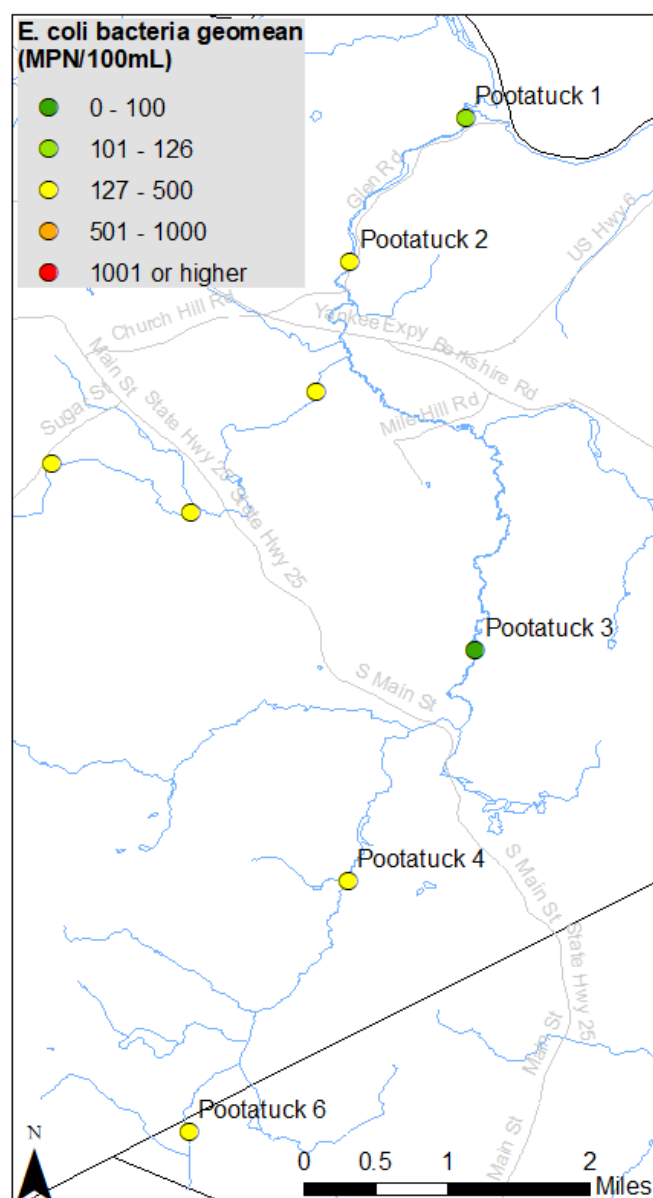 E. coli bacteria geomean
(MPN/100mL)
0 - 100
101 - 126
127 - 500
501 - 1000
1001 or higher
Pootatuck 1
Glen Rd
US Hwy 6
Pootatuck 2
Church Hill Rd
Yankee Expy
Berkshire Rd
Main St
Sugar St
Mile Hill Rd
State Hwy 25
State Hwy 25
Pootatuck 3
S Main St
Pootatuck 4
S Main St
State Hwy 25
Main St
Pootatuck 6
Main St
N
0 0.5 1 2
Miles